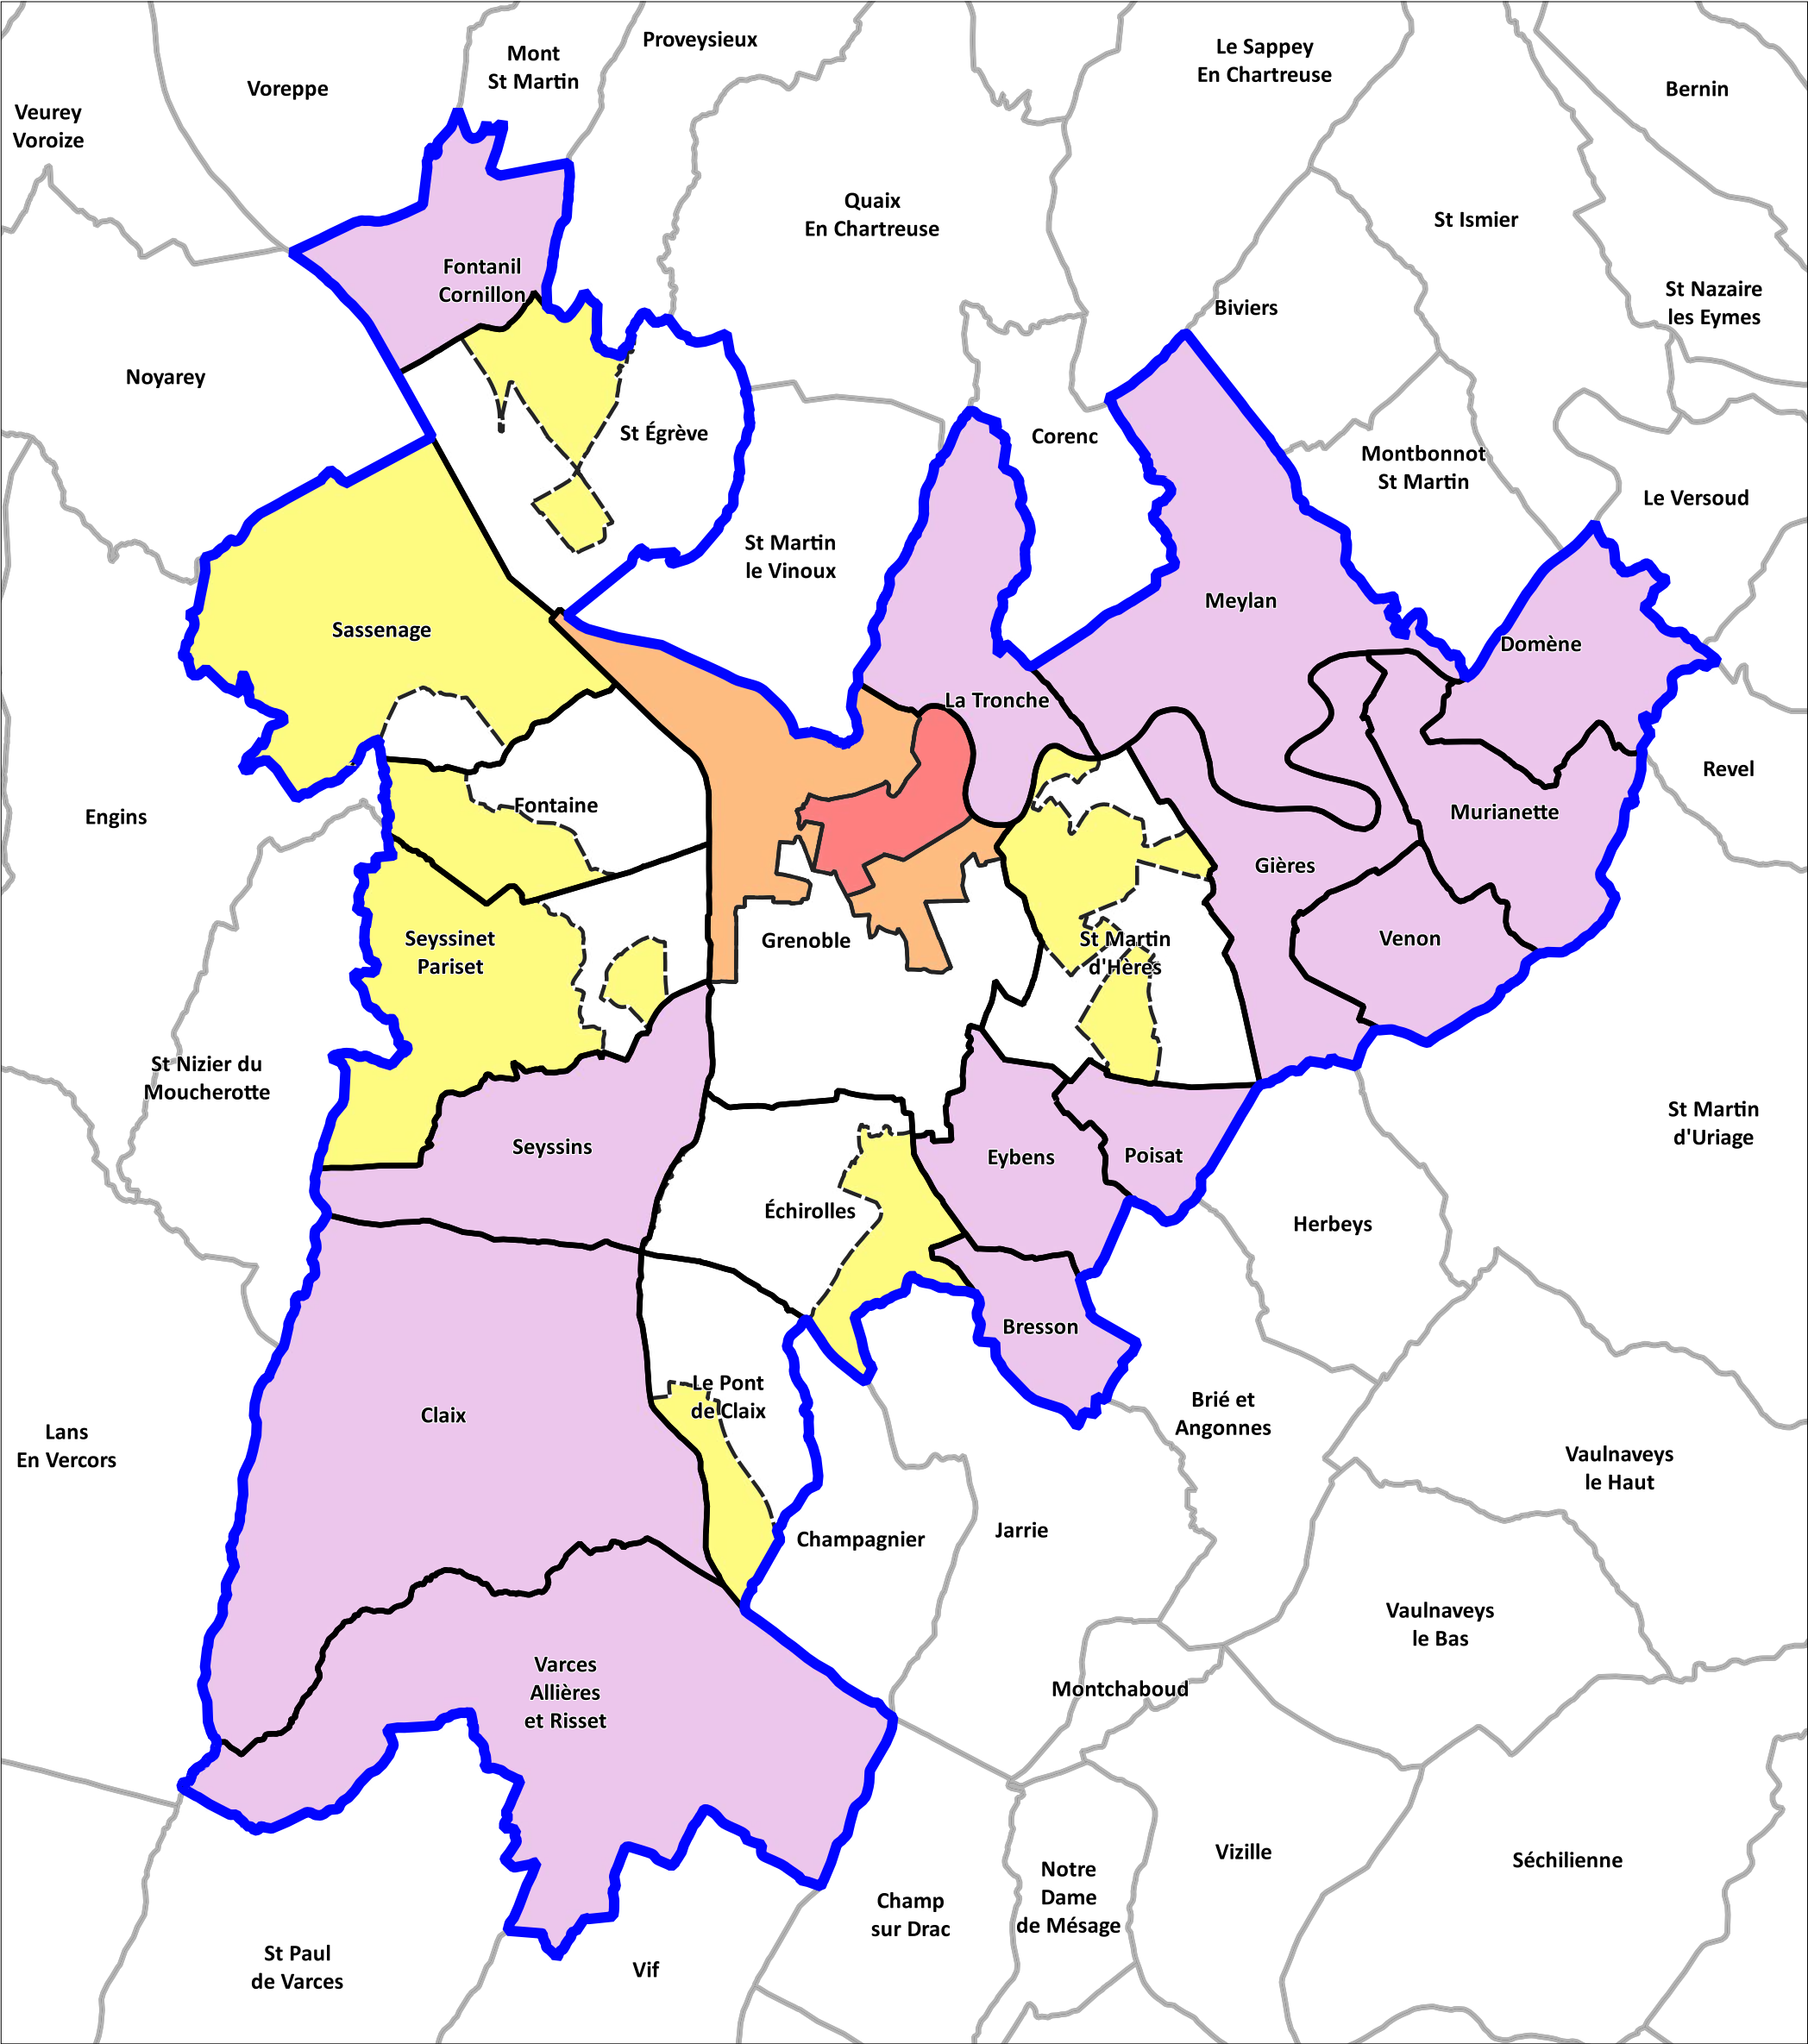 Proveysieux
Mont
St Martin
Le Sappey
En Chartreuse
Voreppe
Bernin
Veurey
Voroize
Quaix
En Chartreuse
St Ismier
Fontanil
Cornillon
St Nazaire
les Eymes
Biviers
Noyarey
St Égrève
Corenc
Montbonnot
St Martin
Le Versoud
St Martin
le Vinoux
Meylan
Sassenage
Domène
La Tronche
Revel
Fontaine
Murianette
Engins
Gières
Seyssinet
Pariset
Grenoble
St Martin
d'Hères
Venon
St Nizier du
Moucherotte
St Martin
d'Uriage
Seyssins
Eybens
Poisat
Échirolles
Herbeys
Bresson
Le Pont
de Claix
Claix
Brié et
Angonnes
Lans
En Vercors
Vaulnaveys
le Haut
Champagnier
Jarrie
Vaulnaveys
le Bas
Varces
Allières
et Risset
Montchaboud
Vizille
Séchilienne
Notre
Dame
de Mésage
Champ
sur Drac
St Paul
de Varces
Vif